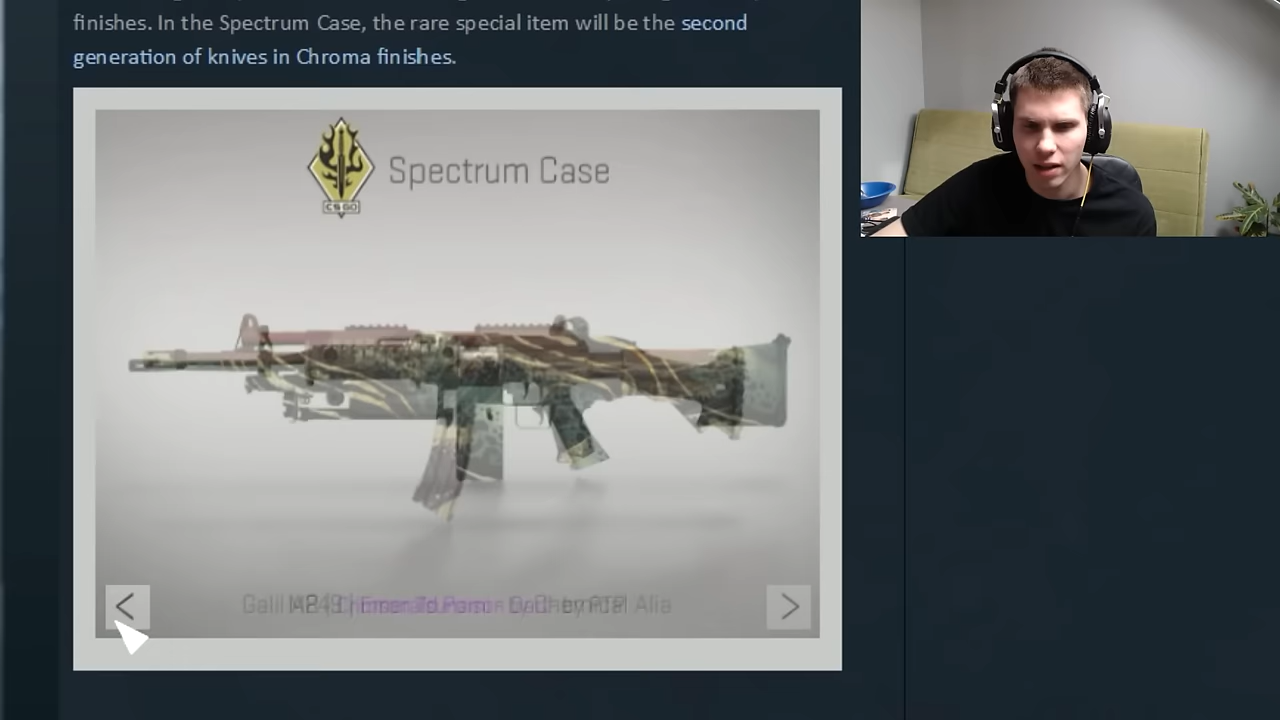 finishes. In the Spectrum Case, the rare special item will be the second
generation of knives in Chroma finishes.
CS GO
Spectrum Case